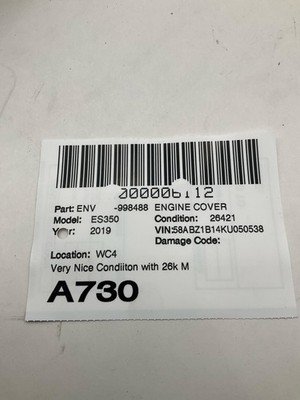 000006112
Part: ENV -998488 ENGINE COVER
Model: ES350 Condition: 26421
Year: 2019 VIN:58ABZ1B14KU050538
Damage Code:
Location: WC4
Very Nice Condiiton with 26k M
A730